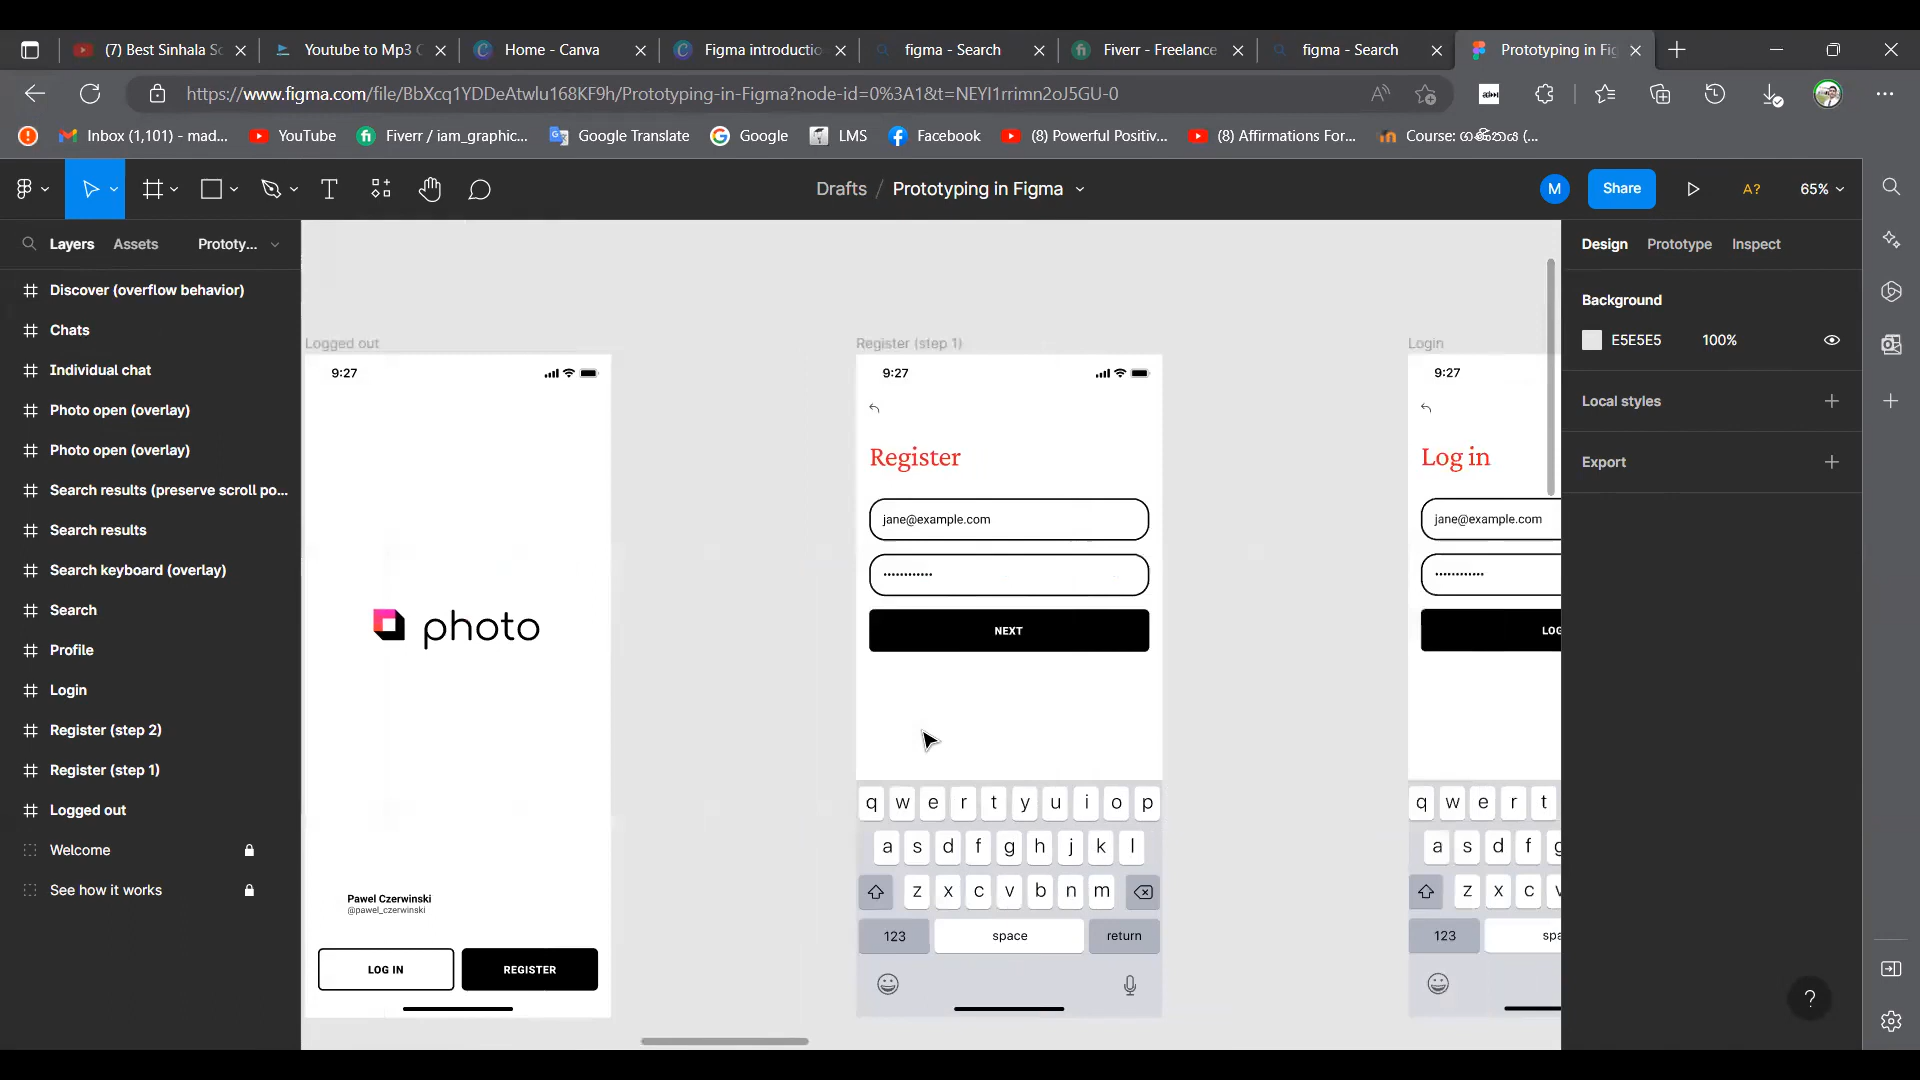 (7) Best Sinhala Sc
Youtube to Mp3 C
Home - Canva
Figma introductio
figma - Search
Fiverr - Freelance
figma - Search
Prototyping in Fig
https://www.figma.com/file/BbXcq1YDDeAtwlu168KF9h/Prototyping-in-Figma?node-id=0%3A1&t=NEYI1rrimn2oJ5GU-0
Inbox (1,101) - mad...
YouTube
Fiverr / iam_graphic...
Google Translate
Google
LMS
Facebook
(8) Powerful Positiv...
(8) Affirmations For...
Course: ගණිතය (...
Drafts / Prototyping in Figma
M
Share
A?
65%
Layers
Assets
Prototy...
Discover (overflow behavior)
Chats
Individual chat
Photo open (overlay)
Photo open (overlay)
Search results (preserve scroll po...
Search results
Search keyboard (overlay)
Search
Profile
Login
Register (step 2)
Register (step 1)
Logged out
Welcome
See how it works
Logged out
9:27
photo
Pawel Czerwinski
@pawel_czerwinski
LOG IN
REGISTER
Register (step 1)
9:27
Register
jane@example.com
NEXT
q w e r t y u i o p
a s d f g h j k l
z x c v b n m
123
space
return
Login
9:27
Log in
jane@example.com
LOG
q w e r t
a s d f g
z x c v
123
spa
Design
Prototype
Inspect
Background
E5E5E5
100%
Local styles
Export
?